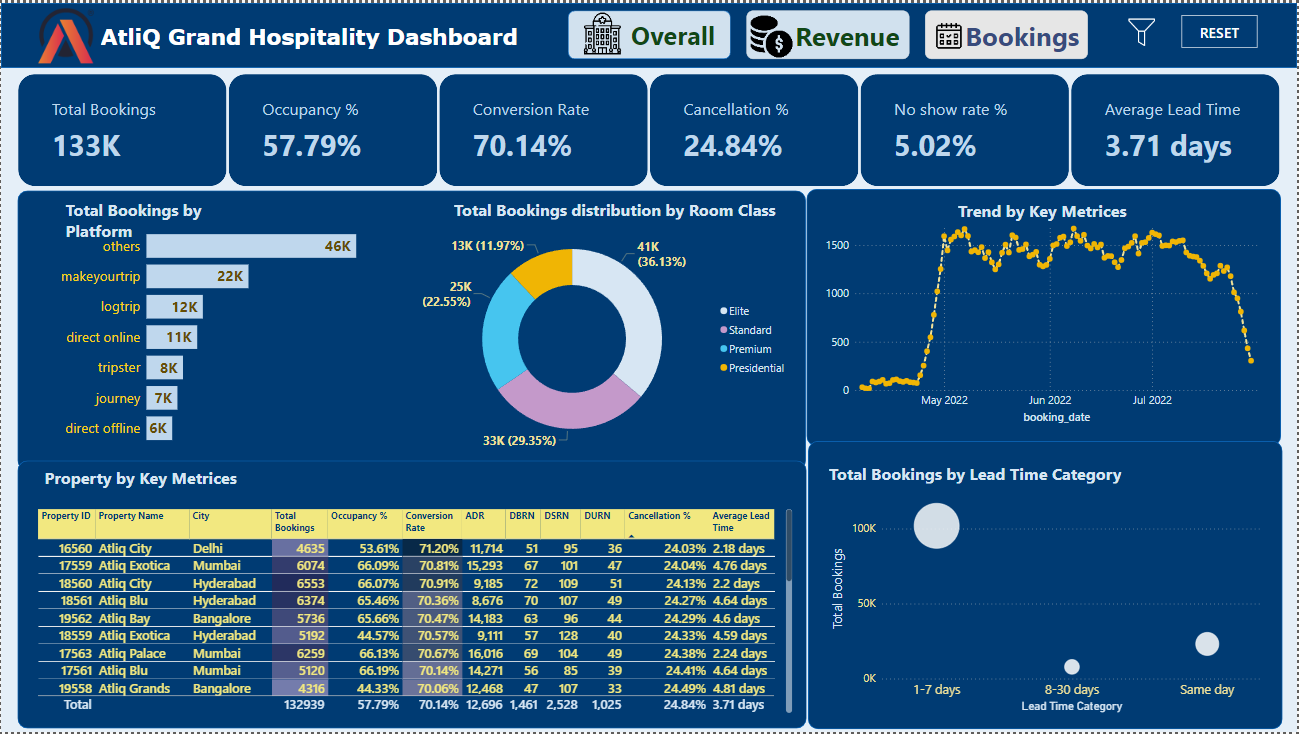 AtliQ Grand Hospitality Dashboard
Overall
Revenue
Bookings
RESET
Total Bookings
133K
Occupancy %
57.79%
Conversion Rate
70.14%
Cancellation %
24.84%
No show rate %
5.02%
Average Lead Time
3.71 days
Total Bookings by
Platform
others 46K
makeyourtrip 22K
logtrip 12K
direct online 11K
tripster 8K
journey 7K
direct offline 6K
Total Bookings distribution by Room Class
13K (11.97%)
41K
(36.13%)
25K
(22.55%)
33K (29.35%)
Elite
Standard
Premium
Presidential
Trend by Key Metrices
1500
1000
500
0
May 2022 Jun 2022 Jul 2022
booking_date
Property by Key Metrices
Property ID Property Name City Total Bookings Occupancy % Conversion Rate ADR DBRN DSRN DURN Cancellation % Average Lead Time
16560 Atliq City Delhi 4635 53.61% 71.20% 11,714 51 95 36 24.03% 2.18 days
17559 Atliq Exotica Mumbai 6074 66.09% 70.81% 15,293 67 101 47 24.04% 4.76 days
18560 Atliq City Hyderabad 6553 66.07% 70.91% 9,185 72 109 51 24.13% 2.2 days
18561 Atliq Blu Hyderabad 6374 65.46% 70.36% 8,676 70 107 49 24.27% 4.64 days
19562 Atliq Bay Bangalore 5736 65.66% 70.47% 14,183 63 96 44 24.29% 4.6 days
18559 Atliq Exotica Hyderabad 5192 44.57% 70.57% 9,111 57 128 40 24.33% 4.59 days
17563 Atliq Palace Mumbai 6259 66.13% 70.67% 16,016 69 104 49 24.38% 2.24 days
17561 Atliq Blu Mumbai 5120 66.19% 70.14% 14,271 56 85 39 24.41% 4.64 days
19558 Atliq Grands Bangalore 4316 44.33% 70.06% 12,468 47 107 33 24.49% 4.81 days
Total 132939 57.79% 70.14% 12,696 1,461 2,528 1,025 24.84% 3.71 days
Total Bookings by Lead Time Category
Total Bookings
100K
50K
0K
1-7 days 8-30 days Same day
Lead Time Category